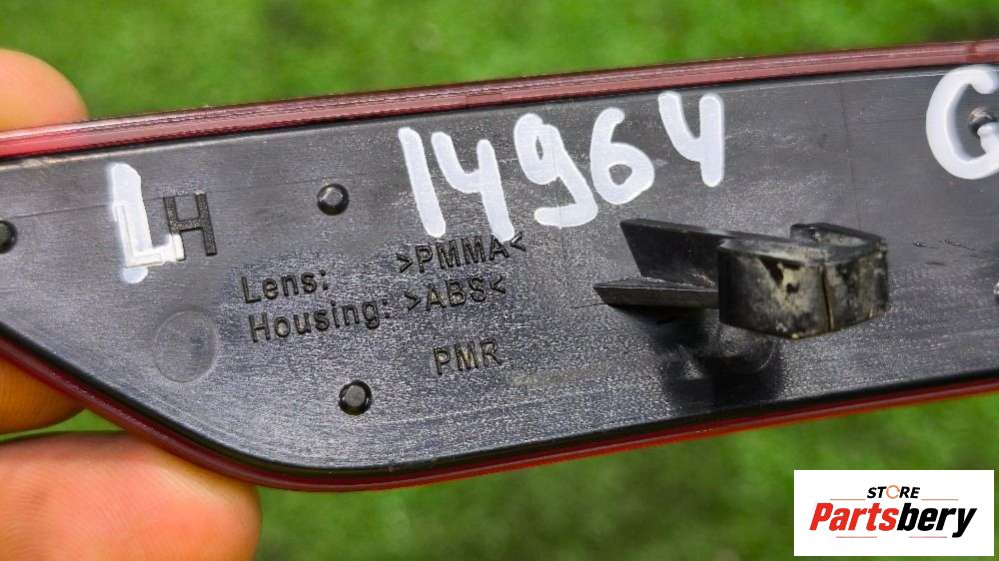 14964
G
LH
Lens: >PMMA<
Housing: >ABS<
PMR
STORE
Partsbery